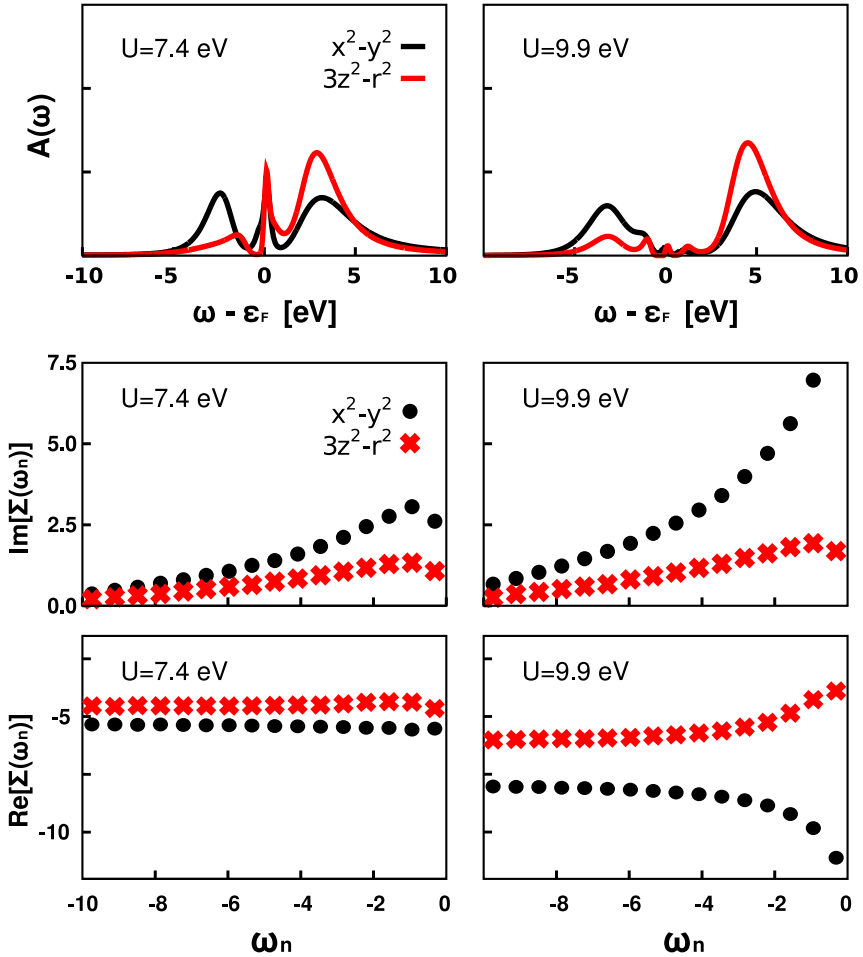 U=7.4 eV
x²-y²
3z²-r²
A(ω)
-10 -5 0 5 10
ω - ε_F [eV]
U=9.9 eV
-5 0 5 10
ω - ε_F [eV]
U=7.4 eV
x²-y²
3z²-r²
Im[Σ(ωₙ)]
7.5
5.0
2.5
0.0
U=9.9 eV
U=7.4 eV
Re[Σ(ωₙ)]
-5
-10
-10 -8 -6 -4 -2 0
ωₙ
U=9.9 eV
-8 -6 -4 -2 0
ωₙ